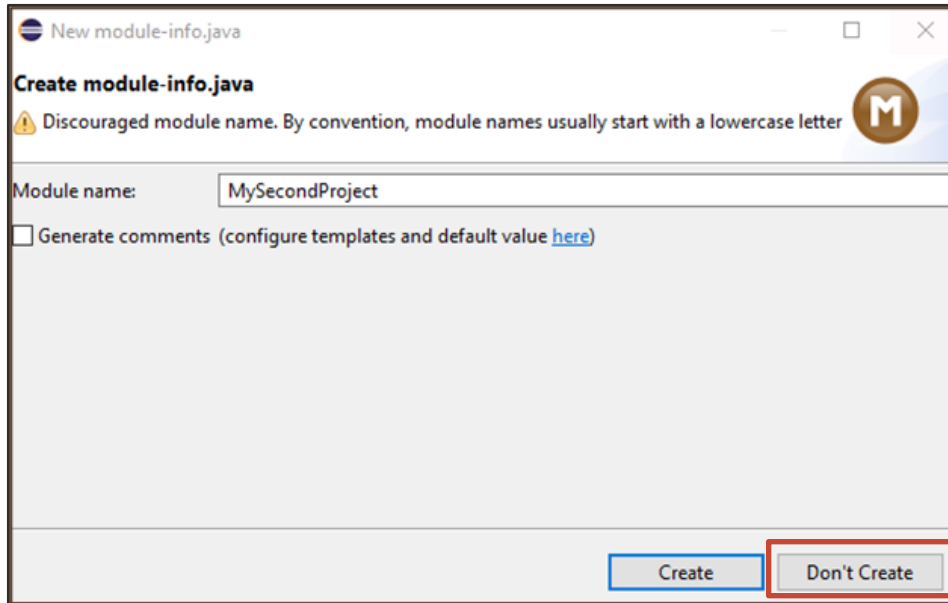 New module-info.java
Create module-info.java
Discouraged module name. By convention, module names usually start with a lowercase letter
M
Module name: MySecondProject
Generate comments (configure templates and default value here)
Create Don't Create